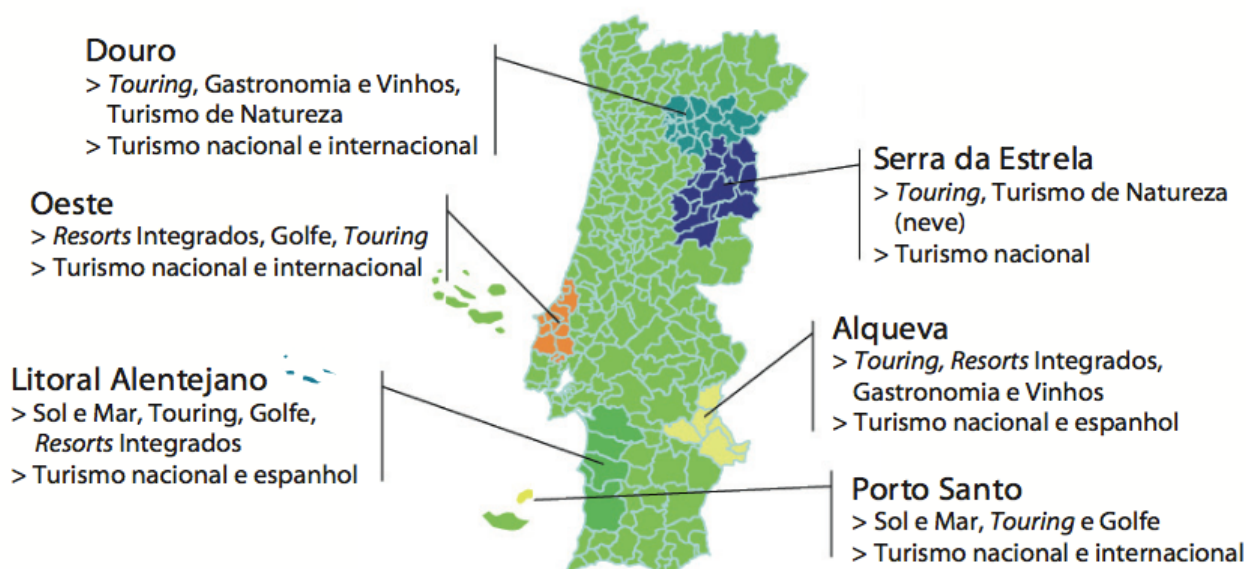 Douro
> Touring, Gastronomia e Vinhos,
Turismo de Natureza
> Turismo nacional e internacional
Oeste
> Resorts Integrados, Golfe, Touring
> Turismo nacional e internacional
Litoral Alentejano
> Sol e Mar, Touring, Golfe,
Resorts Integrados
> Turismo nacional e espanhol
Serra da Estrela
> Touring, Turismo de Natureza
(neve)
> Turismo nacional
Alqueva
> Touring, Resorts Integrados,
Gastronomia e Vinhos
> Turismo nacional e espanhol
Porto Santo
> Sol e Mar, Touring e Golfe
> Turismo nacional e internacional